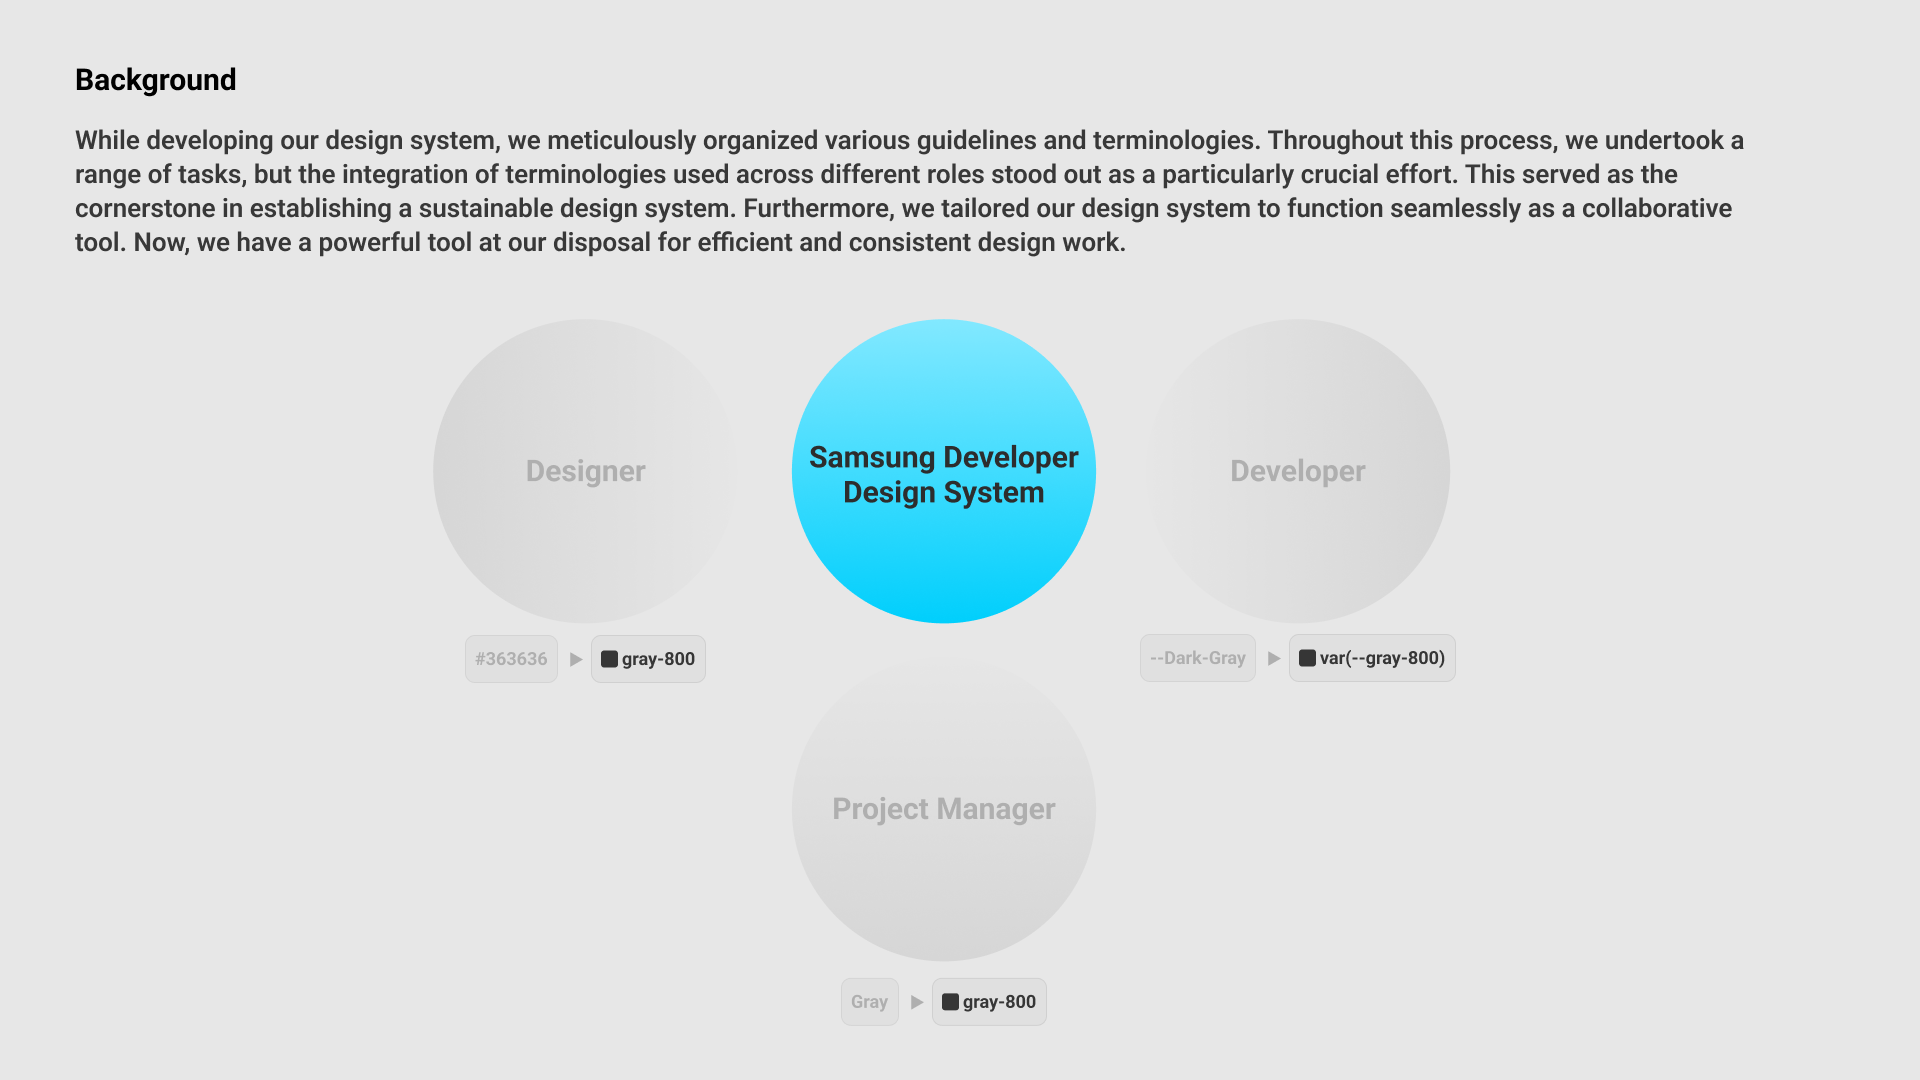 Background
While developing our design system, we meticulously organized various guidelines and terminologies. Throughout this process, we undertook a
range of tasks, but the integration of terminologies used across different roles stood out as a particularly crucial effort. This served as the
cornerstone in establishing a sustainable design system. Furthermore, we tailored our design system to function seamlessly as a collaborative
tool. Now, we have a powerful tool at our disposal for efficient and consistent design work.
Designer
Samsung Developer
Design System
Developer
#363636
gray-800
--Dark-Gray
var(--gray-800)
Project Manager
Gray
gray-800